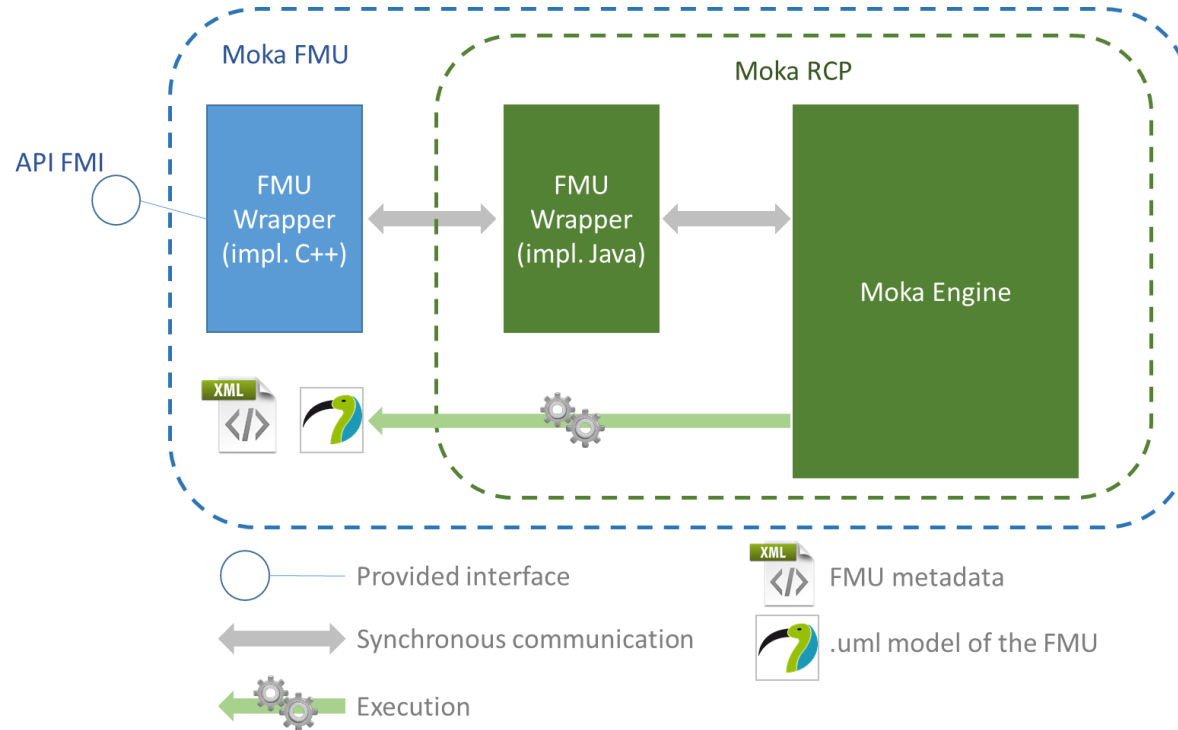 Moka FMU
Moka RCP
API FMI
FMU
Wrapper
(impl. C++)
FMU
Wrapper
(impl. Java)
Moka Engine
XML
</>
Provided interface
XML
</>
FMU metadata
Synchronous communication
.uml model of the FMU
Execution